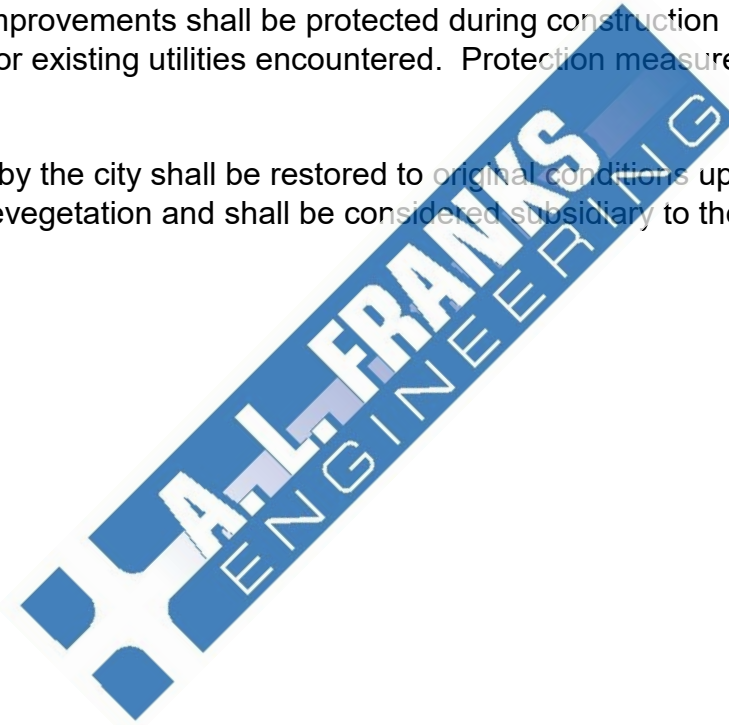 mprovements shall be protected during construction
or existing utilities encountered. Protection measure
by the city shall be restored to original conditions up
evegetation and shall be considered subsidiary to the
A. L. FRANKS
ENGINEERING